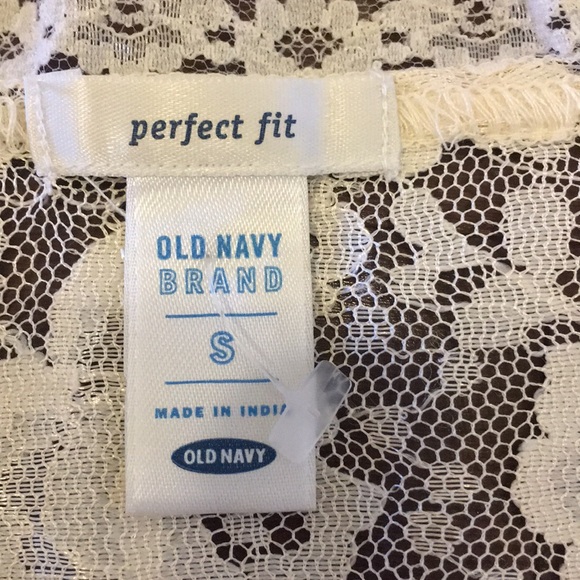 perfect fit
OLD NAVY
BRAND
S
MADE IN INDIA
OLD NAVY